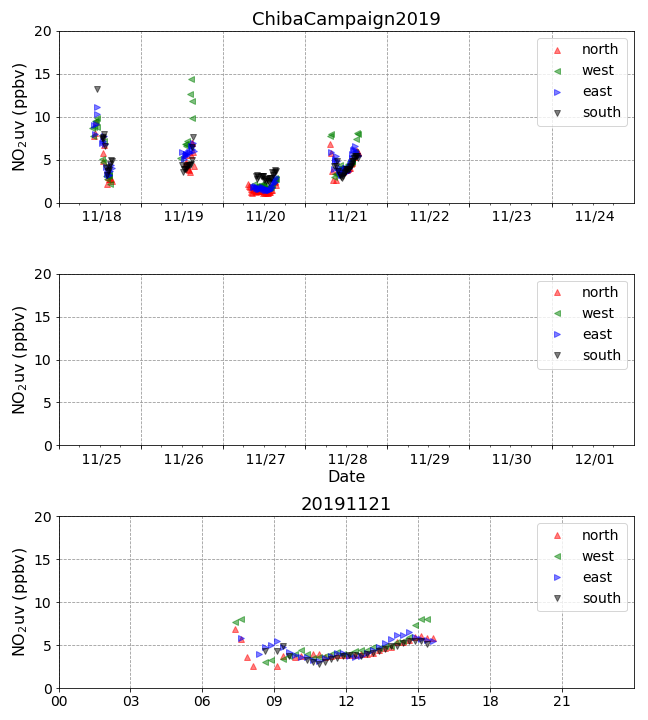 ChibaCampaign2019
NO₂uv (ppbv)
20
15
10
5
0
north
west
east
south
11/18 11/19 11/20 11/21 11/22 11/23 11/24
NO₂uv (ppbv)
20
15
10
5
0
north
west
east
south
11/25 11/26 11/27 11/28 11/29 11/30 12/01
Date
20191121
NO₂uv (ppbv)
20
15
10
5
0
north
west
east
south
00 03 06 09 12 15 18 21